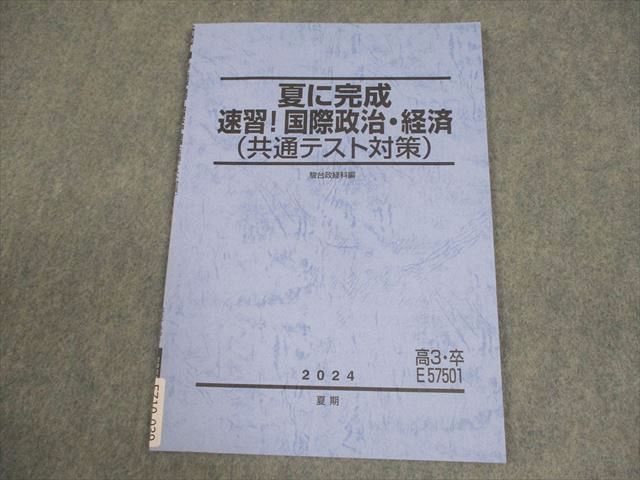 夏に完成
速習！国際政治・経済
（共通テスト対策）
駿台政経科編
高3・卒
2024
E57501
夏期